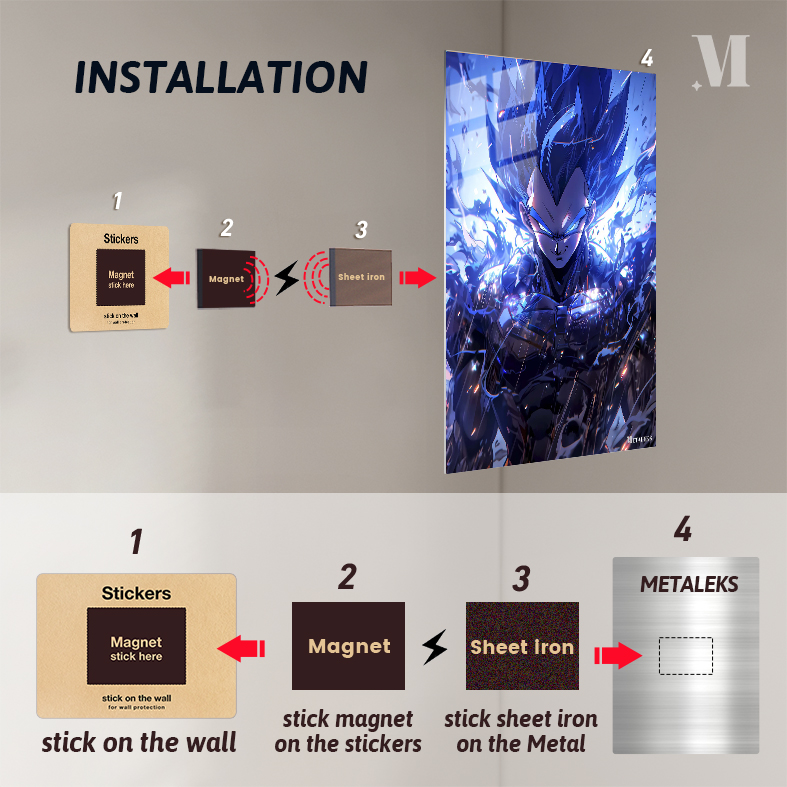 INSTALLATION
M
4
1
2
3
Stickers
Magnet
stick here
stick on the wall
for wall protection
Magnet
Sheet iron
METALEKS
1
2
3
4
Stickers
Magnet
stick here
stick on the wall
for wall protection
Magnet
Sheet iron
METALEKS
stick on the wall
stick magnet
on the stickers
stick sheet iron
on the Metal